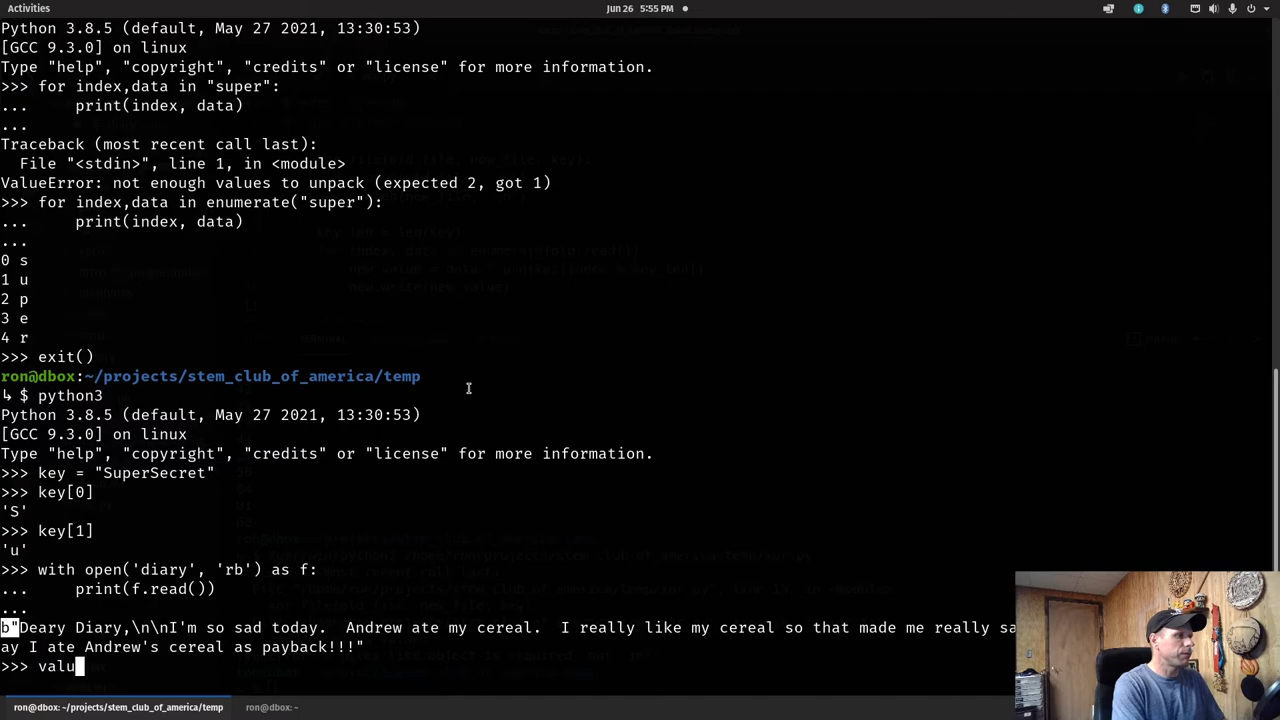 Activities
Jun 26 5:55 PM
Python 3.8.5 (default, May 27 2021, 13:30:53)
[GCC 9.3.0] on linux
Type "help", "copyright", "credits" or "license" for more information.
>>> for index,data in "super":
... print(index, data)
...
Traceback (most recent call last):
File "<stdin>", line 1, in <module>
ValueError: not enough values to unpack (expected 2, got 1)
>>> for index,data in enumerate("super"):
... print(index, data)
...
0 s
1 u
2 p
3 e
4 r
>>> exit()
ron@dbox:~/projects/stem_club_of_america/temp
↳ $ python3
Python 3.8.5 (default, May 27 2021, 13:30:53)
[GCC 9.3.0] on linux
Type "help", "copyright", "credits" or "license" for more information.
>>> key = "SuperSecret"
>>> key[0]
'S'
>>> key[1]
'u'
>>> with open('diary', 'rb') as f:
... print(f.read())
...
b"Deary Diary,\n\nI'm so sad today. Andrew ate my cereal. I really like my cereal so that made me really sa
ay I ate Andrew's cereal as payback!!!"
>>> valu
ron@dbox: ~/projects/stem_club_of_america/temp
ron@dbox: ~